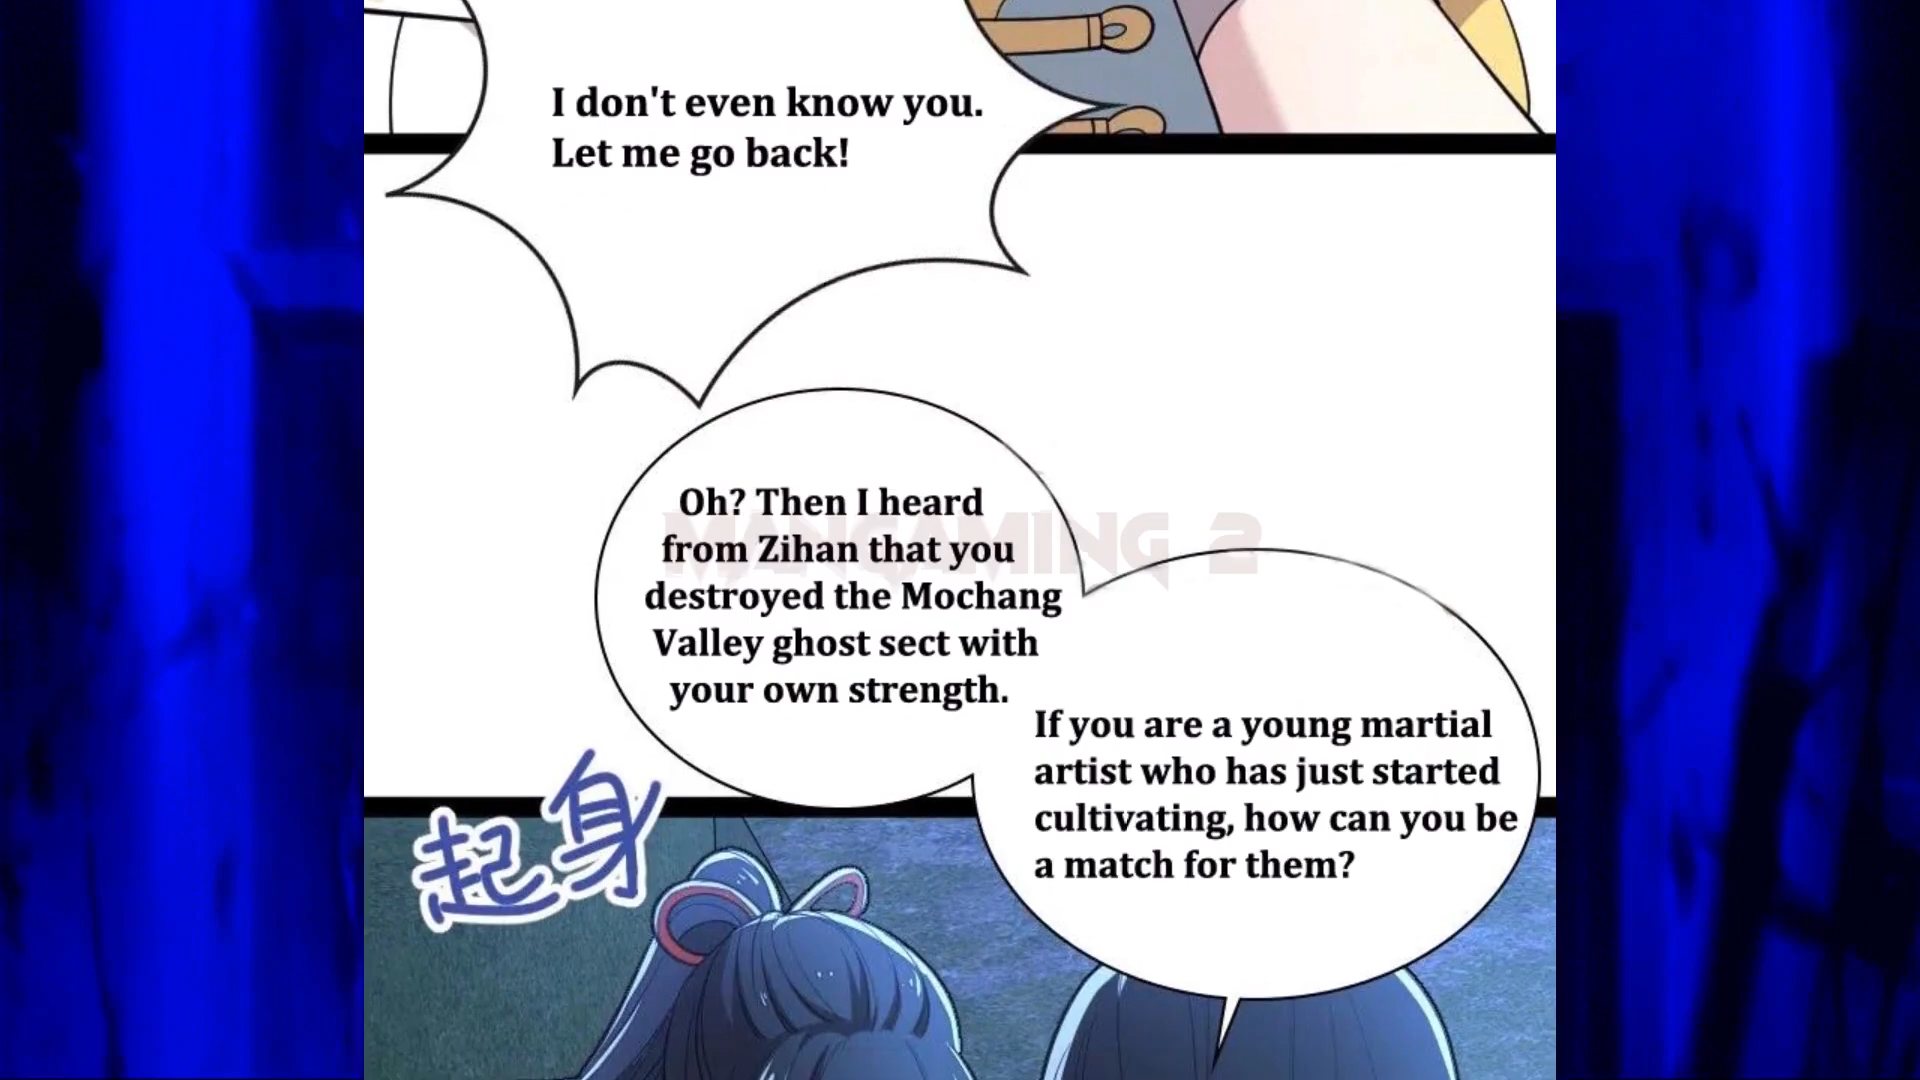 I don't even know you.
Let me go back!
Oh? Then I heard
from Zihan that you
destroyed the Mochang
Valley ghost sect with
your own strength.
MANGAMING 2
If you are a young martial
artist who has just started
cultivating, how can you be
a match for them?
起身